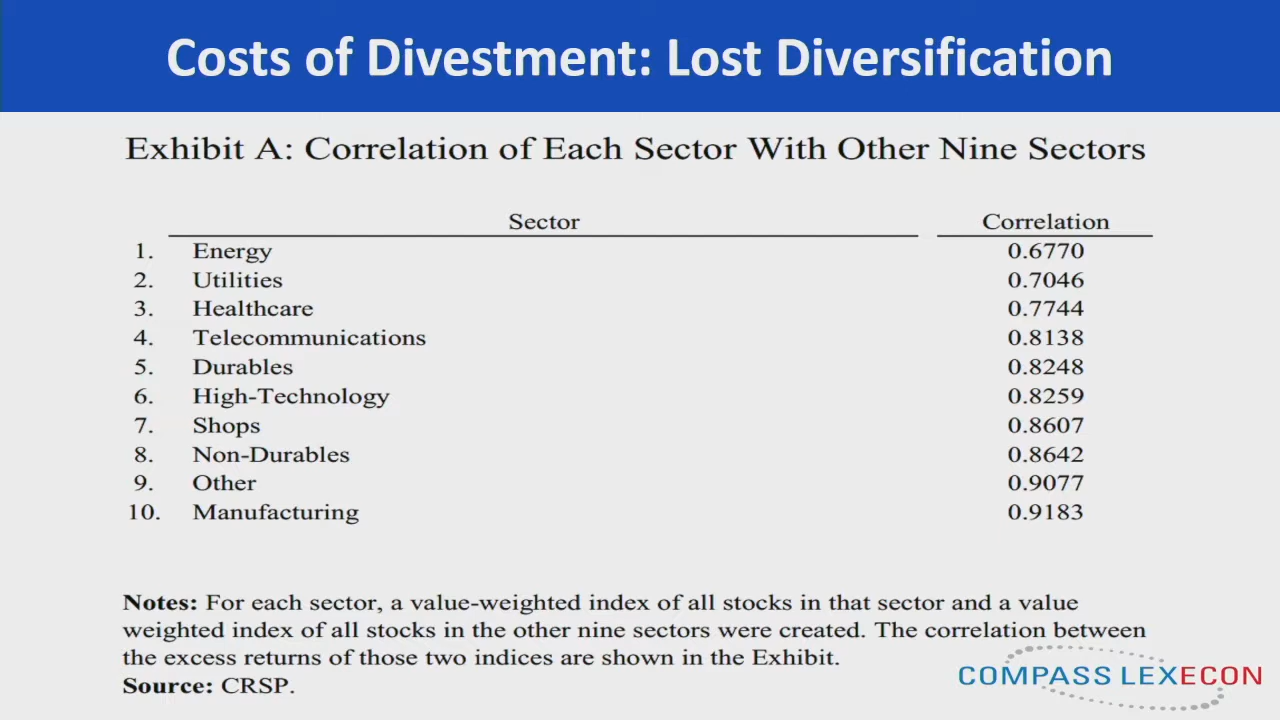 Costs of Divestment: Lost Diversification
Exhibit A: Correlation of Each Sector With Other Nine Sectors
Sector Correlation
1. Energy 0.6770
2. Utilities 0.7046
3. Healthcare 0.7744
4. Telecommunications 0.8138
5. Durables 0.8248
6. High-Technology 0.8259
7. Shops 0.8607
8. Non-Durables 0.8642
9. Other 0.9077
10. Manufacturing 0.9183
Notes: For each sector, a value-weighted index of all stocks in that sector and a value
weighted index of all stocks in the other nine sectors were created. The correlation between
the excess returns of those two indices are shown in the Exhibit.
Source: CRSP.
COMPASS LEXECON